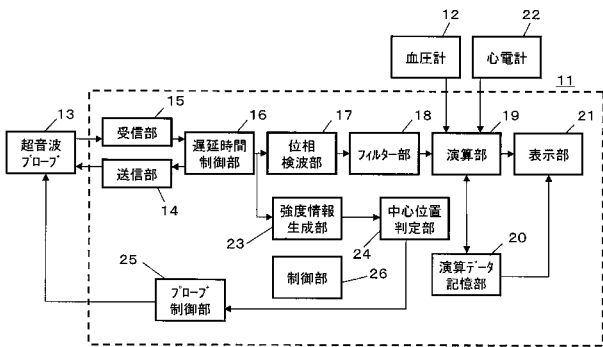 12
22
血圧計
心電計
11
13
15
16
17
18
19
21
超音波
プローブ
受信部
送信部
14
遅延時間
制御部
位相
検波部
フィルター部
演算部
表示部
強度情報
生成部
23
中心位置
判定部
24
20
演算データ
記憶部
25
プローブ
制御部
制御部
26